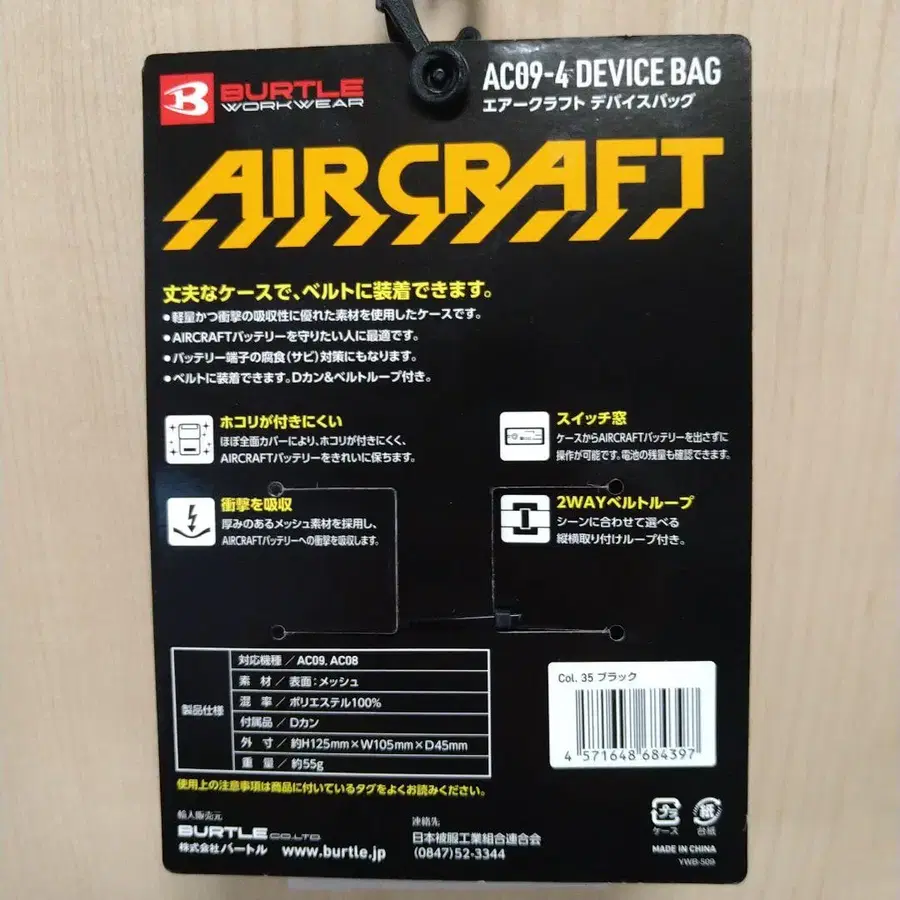 BURTLE
WORKWEAR
AC09-4 DEVICE BAG
エアークラフト デバイスバッグ
AIRCRAFT
丈夫なケースで、ベルトに装着できます。
●軽量かつ衝撃の吸収性に優れた素材を使用したケースです。
●AIRCRAFTバッテリーを守りたい人に最適です。
●バッテリー端子の腐食(サビ)対策にもなります。
●ベルトに装着できます。Dカン&ベルトループ付き。
ホコリが付きにくい
ほぼ全面カバーにより、ホコリが付きにくく、
AIRCRAFTバッテリーをきれいに保ちます。
スイッチ窓
ケースからAIRCRAFTバッテリーを出さずに
操作が可能です。電池の残量も確認できます。
衝撃を吸収
厚みのあるメッシュ素材を採用し、
AIRCRAFTバッテリーへの衝撃を吸収します。
2WAYベルトループ
シーンに合わせて選べる
縦横取り付けループ付き。
製品仕様
対応機種/AC09, AC08
素 材/表面:メッシュ
混 率/ポリエステル100%
付属品/Dカン
外 寸/約H125mm×W105mm×D45mm
重 量/約55g
Col. 35 ブラック
4 571648 684397
使用上の注意事項は商品に付いているタグをよくお読みください。
輸入販売元
BURTLE CO.,LTD.
株式会社バートル www.burtle.jp
連絡先
日本被服工業組合連合会
(0847)52-3344
プラ
ケース
紙
台紙
MADE IN CHINA
YWB-509